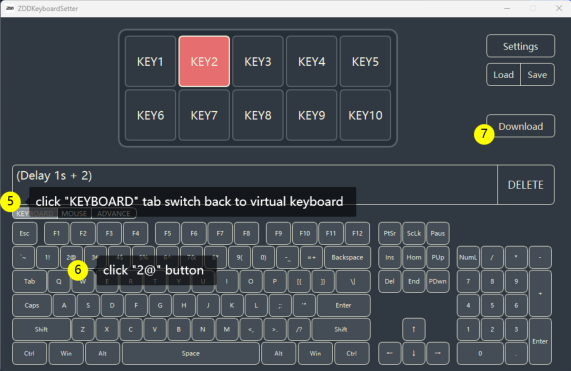 ZDDKeyboardSetter
KEY1 KEY2 KEY3 KEY4 KEY5
KEY6 KEY7 KEY8 KEY9 KEY10
Settings
Load Save
7 Download
(Delay 1s + 2)
DELETE
5 click "KEYBOARD" tab switch back to virtual keyboard
KEYBOARD MOUSE ADVANCE
Esc F1 F2 F3 F4 F5 F6 F7 F8 F9 F10 F11 F12 PtSr ScLk Paus
`~ 1! 2@ 9( 0) -_ =+ Backspace Ins Hom PUp NumL / * -
6 click "2@" button
Tab Q W E R T Y U I O P [{ ]} \| Del End PDwn 7 8 9 +
Caps A S D F G H J K L ;: '" Enter 4 5 6
Shift Z X C V B N M <, >. /? Shift ↑ 1 2 3 Enter
Ctrl Win Alt Space Alt Win Ctrl ← ↓ → 0 .